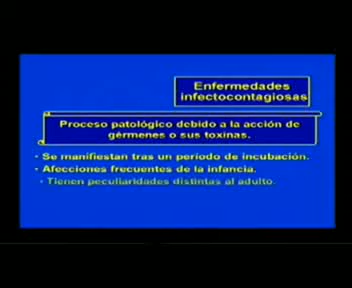 Enfermedades
infectocontagiosas
Proceso patológico debido a la acción de
gérmenes o sus toxinas.
- Se manifiestan tras un período de incubación.
- Afecciones frecuentes de la infancia.
- Tienen peculiaridades distintas al adulto.